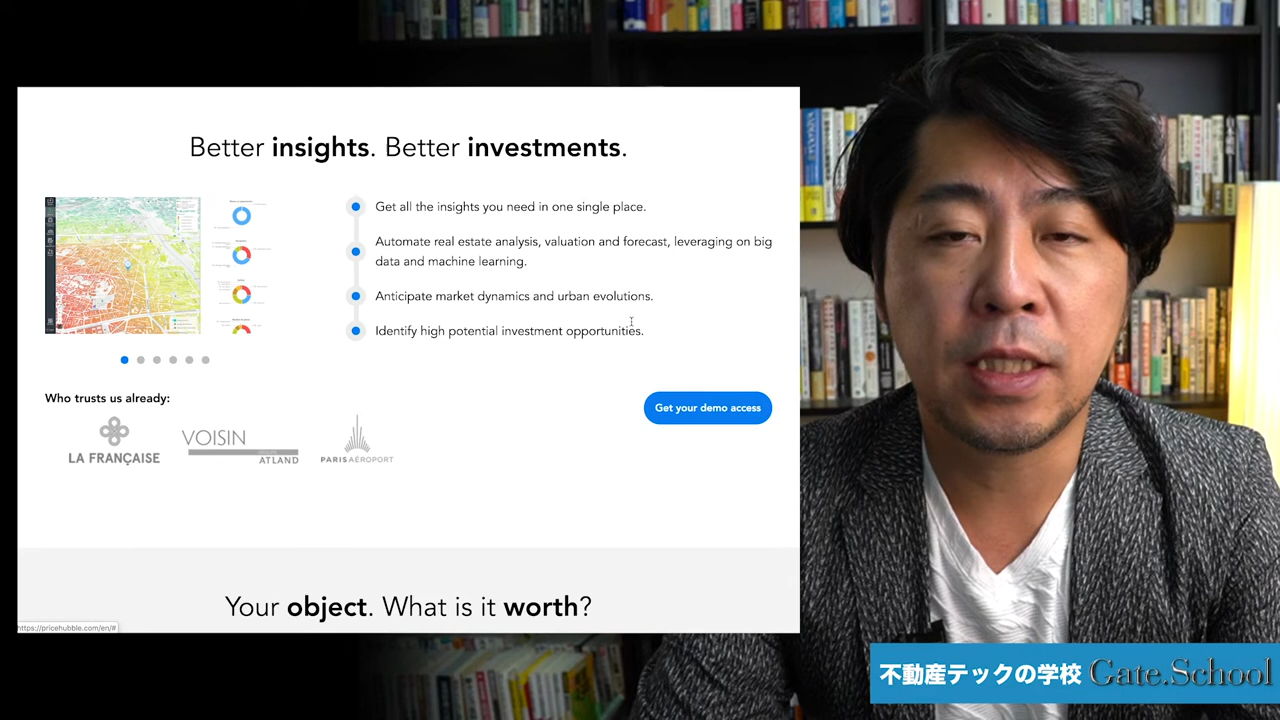 Better insights. Better investments.
Get all the insights you need in one single place.
Automate real estate analysis, valuation and forecast, leveraging on big
data and machine learning.
Anticipate market dynamics and urban evolutions.
Identify high potential investment opportunities.
Who trusts us already:
Get your demo access
LA FRANÇAISE
VOISIN
ATLAND
PARISAÉROPORT
Your object. What is it worth?
https://pricehubble.com/en/#
不動産テックの学校 Gate.School